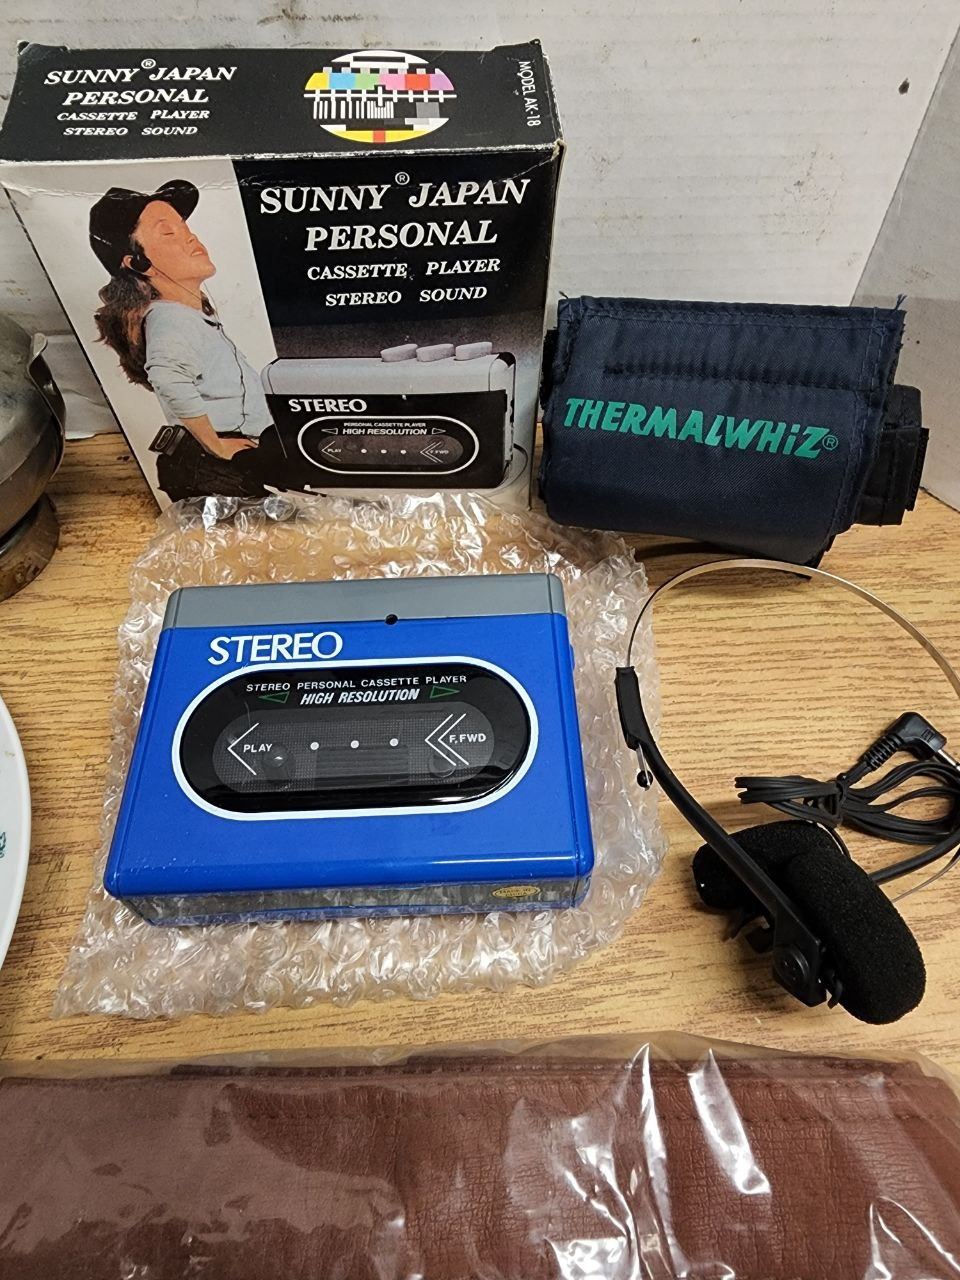 SUNNY® JAPAN
PERSONAL
CASSETTE PLAYER
STEREO SOUND
MODEL AK-18
SUNNY® JAPAN
PERSONAL
CASSETTE PLAYER
STEREO SOUND
STEREO
PERSONAL CASSETTE PLAYER
HIGH RESOLUTION
PLAY
F.FWD
THERMALWHiZ®
STEREO
STEREO PERSONAL CASSETTE PLAYER
HIGH RESOLUTION
PLAY
F.FWD